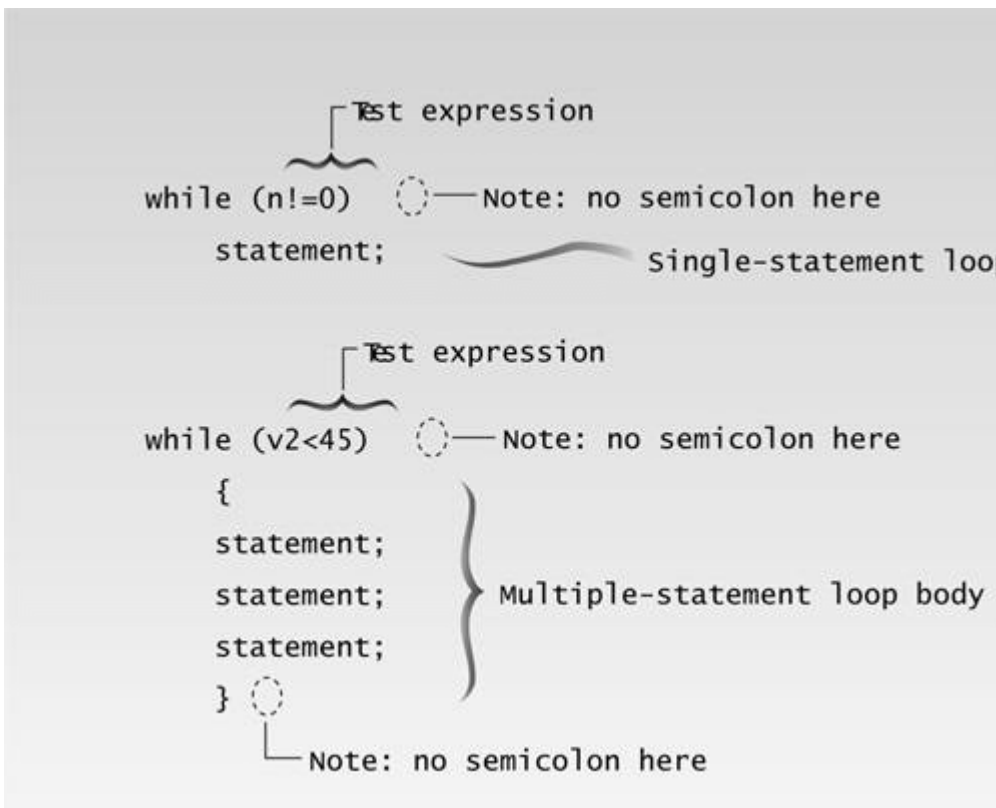 Test expression
while (n!=0) Note: no semicolon here
statement; Single-statement loop
Test expression
while (v2<45) Note: no semicolon here
{
statement;
statement;
statement;
Multiple-statement loop body
}
Note: no semicolon here